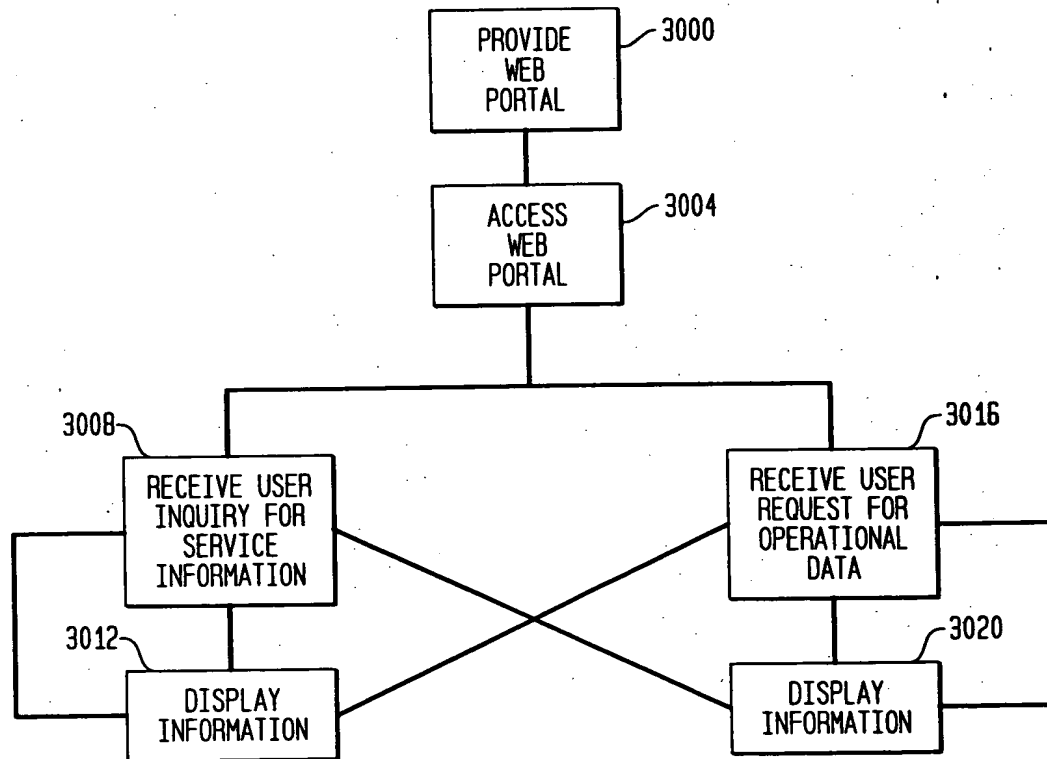 PROVIDE
WEB
PORTAL
3000
ACCESS
WEB
PORTAL
3004
3008
RECEIVE USER
INQUIRY FOR
SERVICE
INFORMATION
3016
RECEIVE USER
REQUEST FOR
OPERATIONAL
DATA
3012
DISPLAY
INFORMATION
3020
DISPLAY
INFORMATION